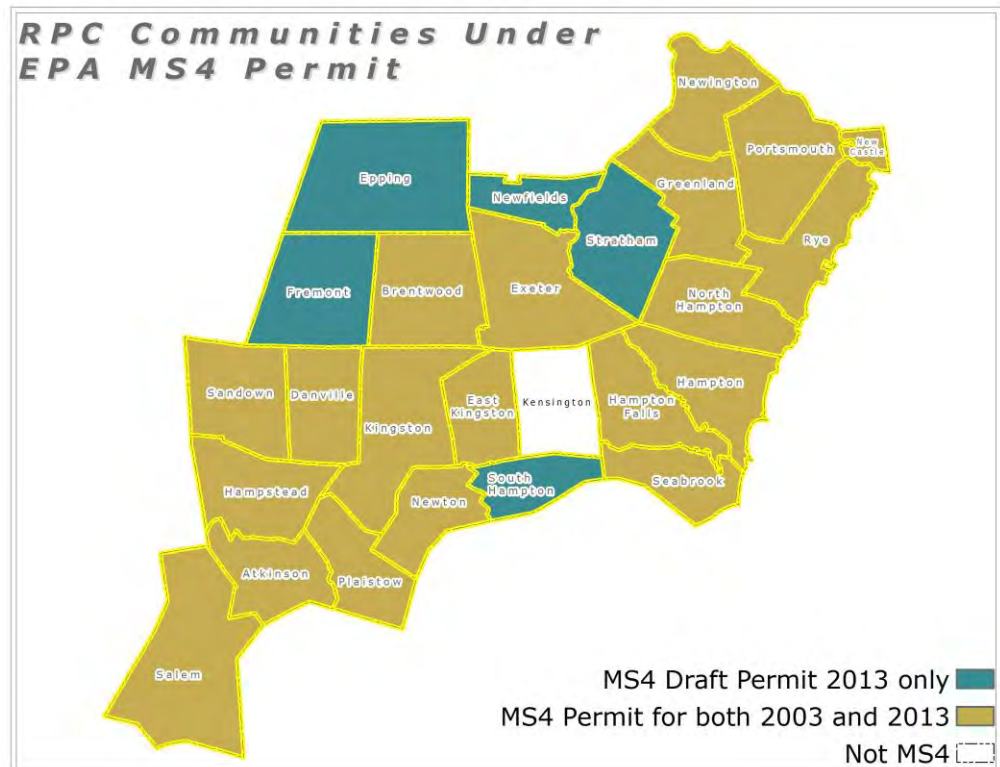 RPC Communities Under
EPA MS4 Permit
Newington
Portsmouth
New
Castle
Epping
Newfields
Greenland
Stratham
Rye
Fremont
Brentwood
Exeter
North
Hampton
Sandown
Danville
Kingston
East
Kingston
Kensington
Hampton
Falls
Hampton
Hampstead
Newton
South
Hampton
Seabrook
Atkinson
Plaistow
Salem
MS4 Draft Permit 2013 only
MS4 Permit for both 2003 and 2013
Not MS4